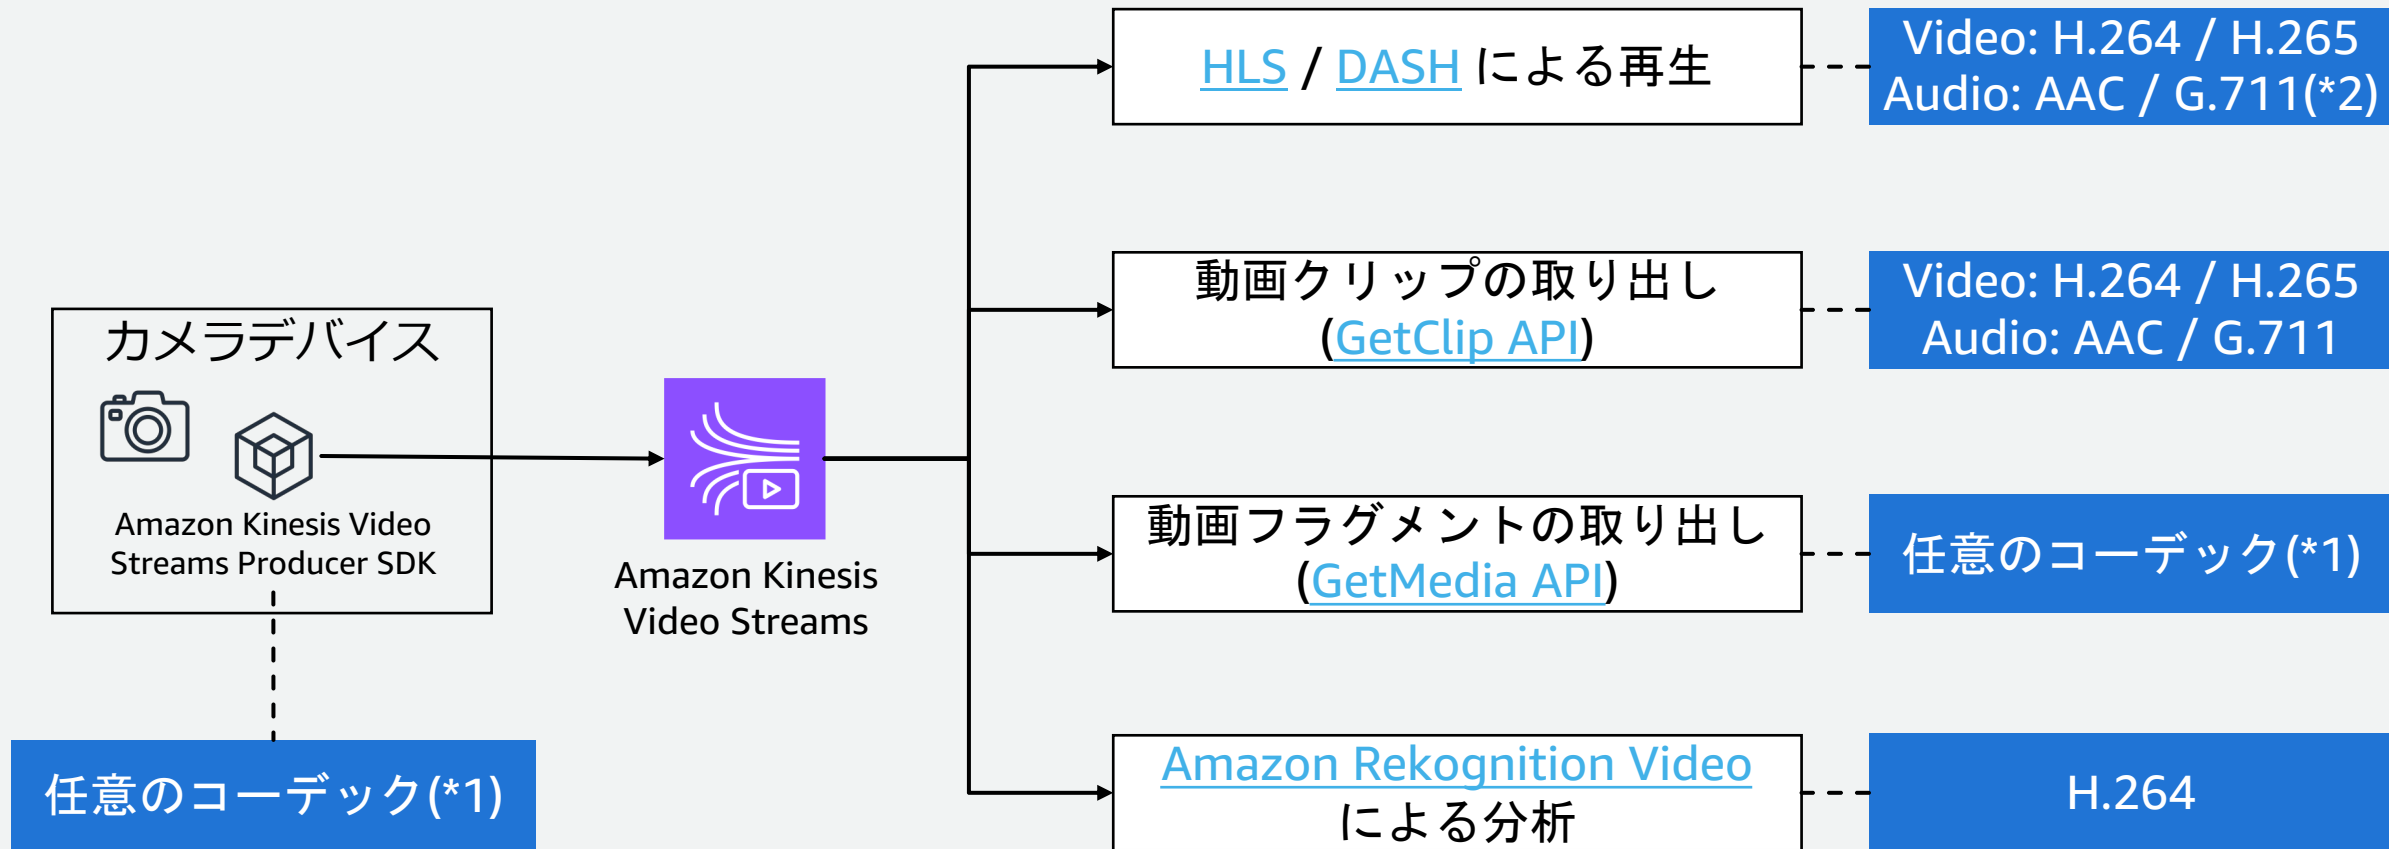 カメラデバイス
Amazon Kinesis Video
Streams Producer SDK
任意のコーデック(*1)
Amazon Kinesis
Video Streams
HLS / DASH による再生
Video: H.264 / H.265
Audio: AAC / G.711(*2)
動画クリップの取り出し
(GetClip API)
Video: H.264 / H.265
Audio: AAC / G.711
動画フラグメントの取り出し
(GetMedia API)
任意のコーデック(*1)
Amazon Rekognition Video
による分析
H.264